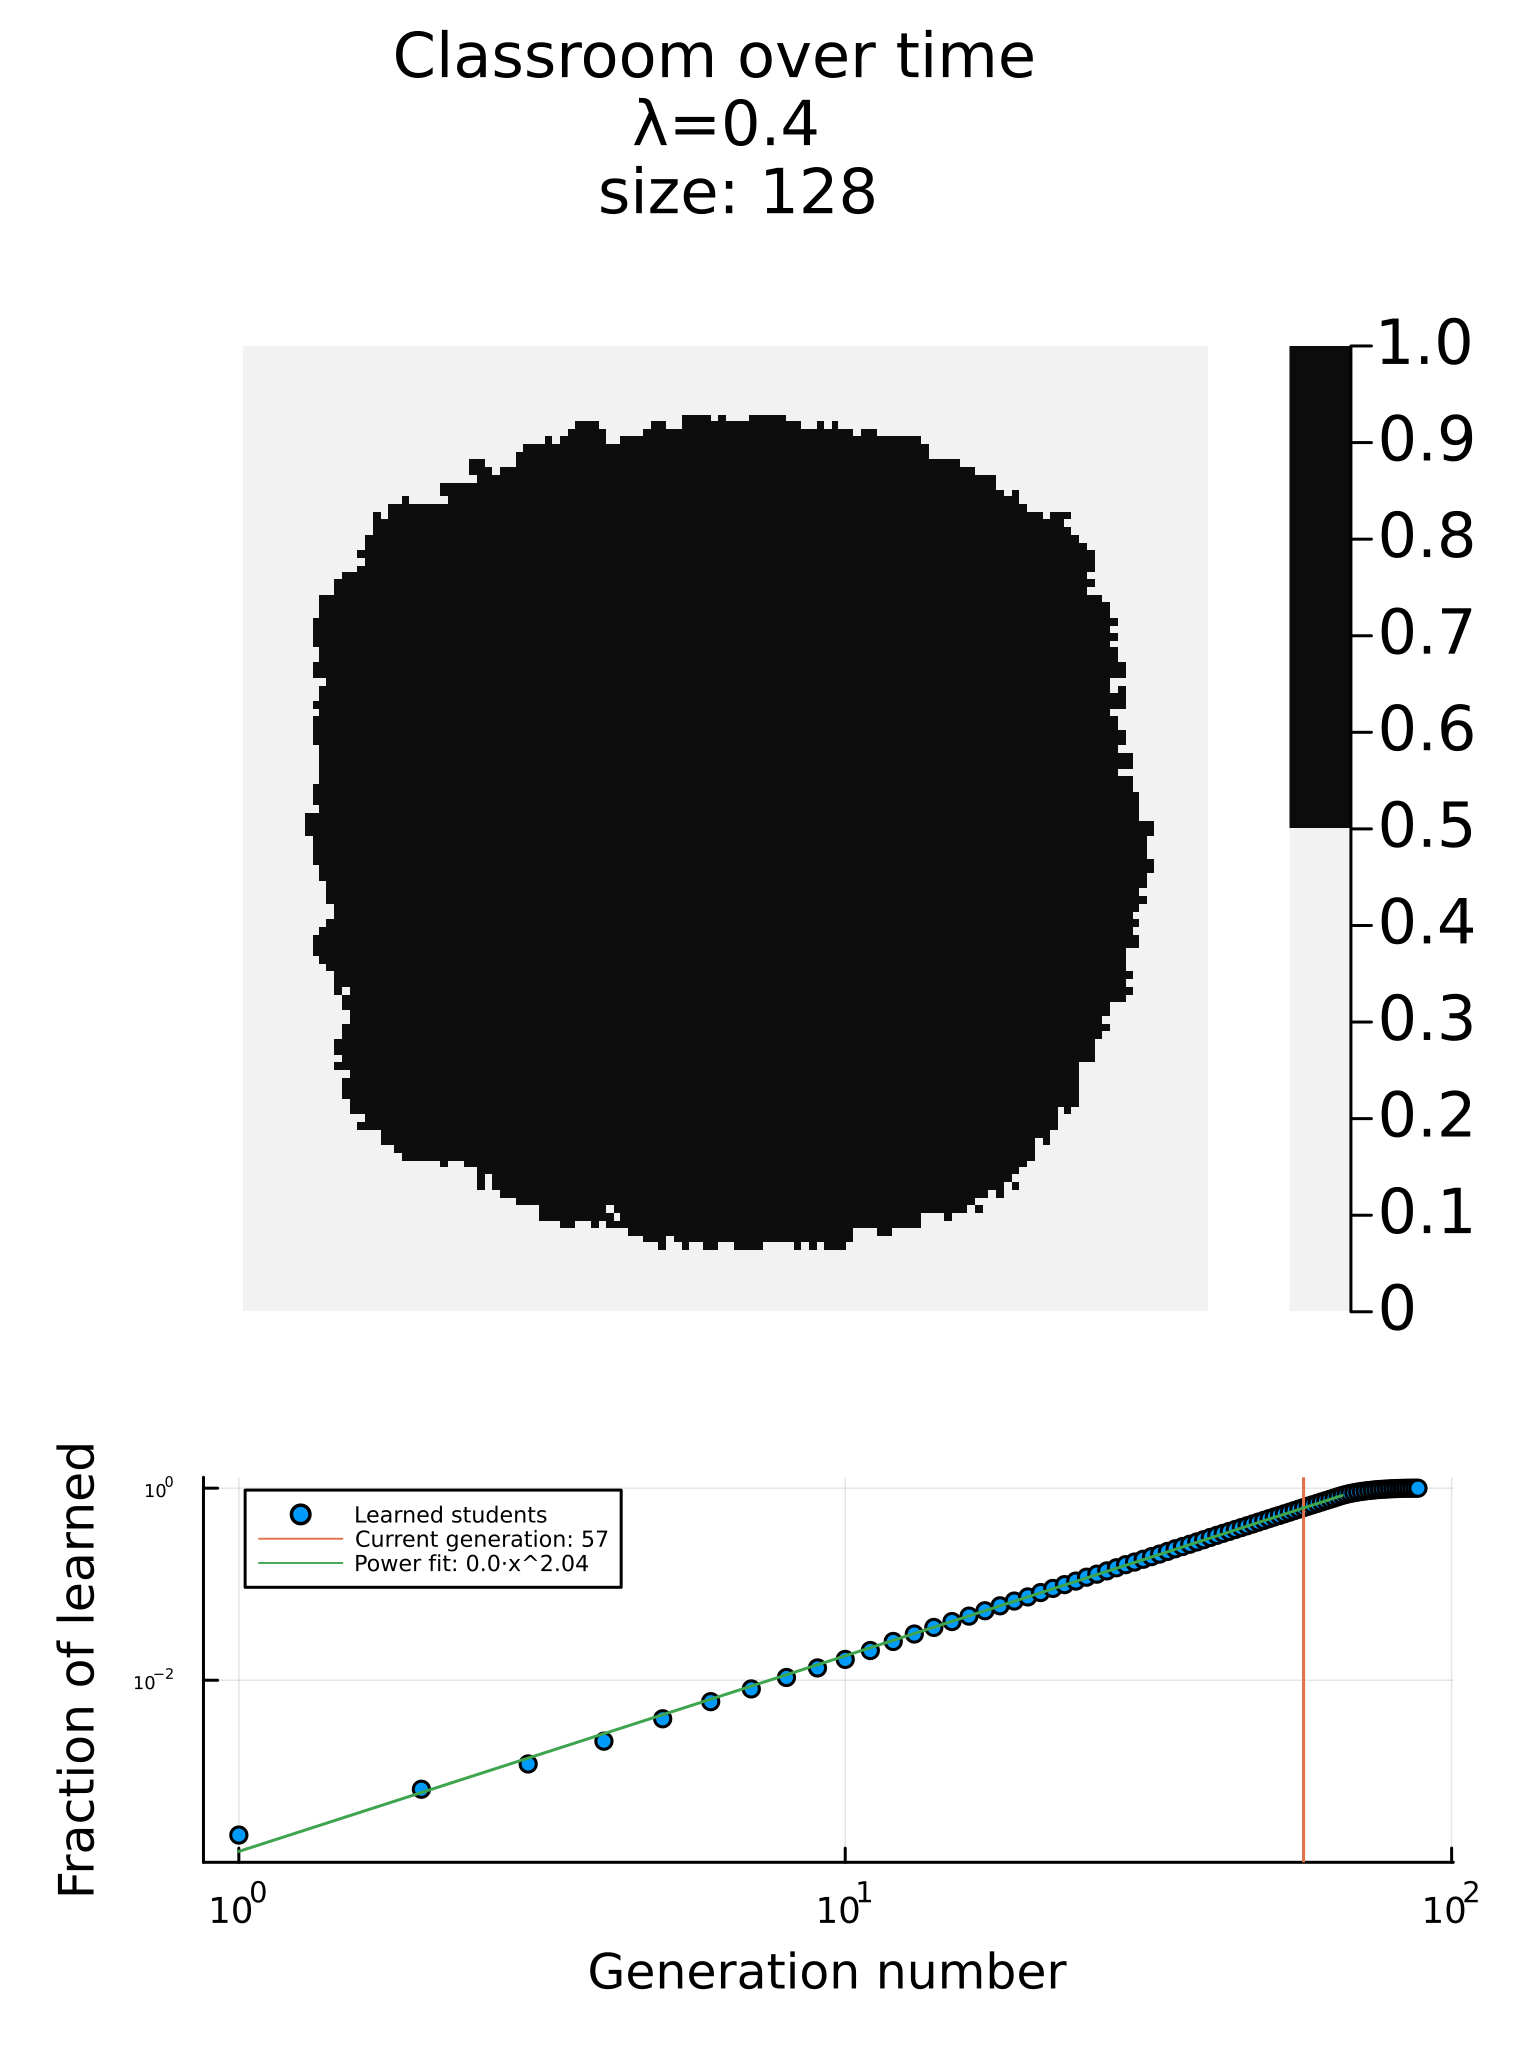 Classroom over time
λ=0.4
size: 128
1.0
0.9
0.8
0.7
0.6
0.5
0.4
0.3
0.2
0.1
0
Fraction of learned
10^0
10^−2
Learned students
Current generation: 57
Power fit: 0.0·x^2.04
10^0 10^1 10^2
Generation number